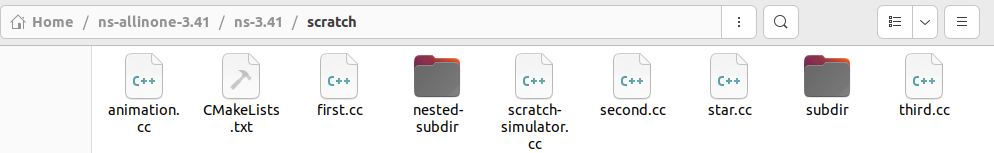 Home / ns-allinone-3.41 / ns-3.41 / scratch
C++ C++ C++ C++ C++ C++
animation. CMakeLists first.cc nested- scratch- second.cc star.cc subdir third.cc
cc .txt subdir simulator.
cc